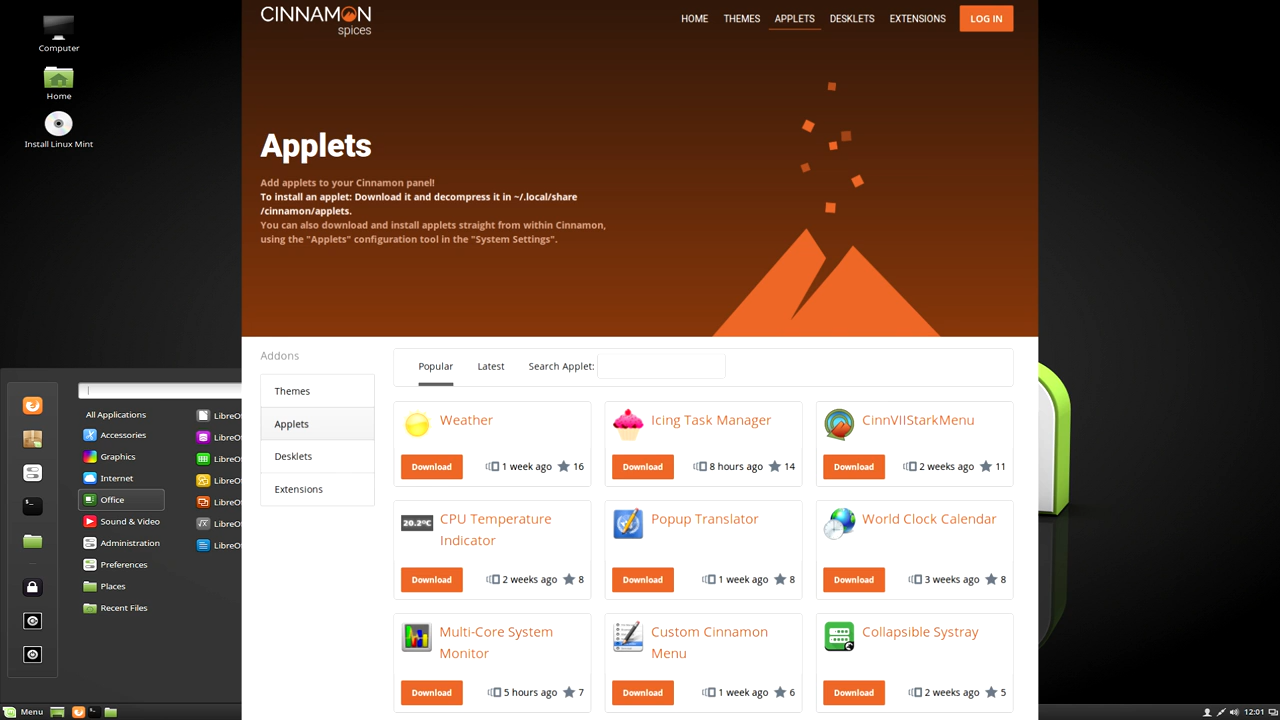 Computer
Home
Install Linux Mint
CINNAMON
spices
HOME
THEMES
APPLETS
DESKLETS
EXTENSIONS
LOG IN
Applets
Add applets to your Cinnamon panel!
To install an applet: Download it and decompress it in ~/.local/share
/cinnamon/applets.
You can also download and install applets straight from within Cinnamon,
using the "Applets" configuration tool in the "System Settings".
Addons
Themes
Applets
Desklets
Extensions
Popular
Latest
Search Applet:
Weather
Download
1 week ago
16
Icing Task Manager
Download
8 hours ago
14
CinnVIIStarkMenu
Download
2 weeks ago
11
20.2°C
CPU Temperature
Indicator
Download
2 weeks ago
8
Popup Translator
Download
1 week ago
8
World Clock Calendar
Download
3 weeks ago
8
Multi-Core System
Monitor
Download
5 hours ago
7
Custom Cinnamon
Menu
Download
1 week ago
6
Collapsible Systray
Download
2 weeks ago
5
All Applications
Accessories
Graphics
Internet
Office
Sound & Video
Administration
Preferences
Places
Recent Files
LibreO
LibreO
LibreO
LibreO
LibreO
LibreO
LibreO
Menu
12:01